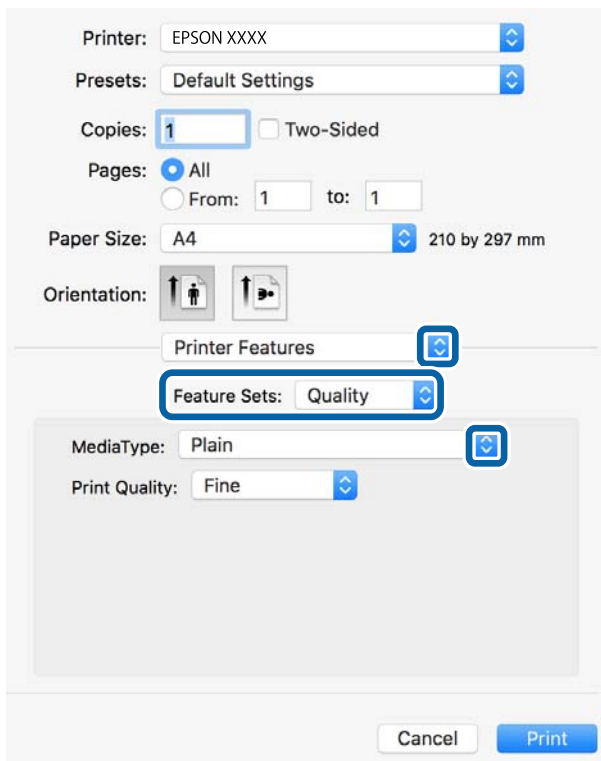 Printer: EPSON XXXX
Presets: Default Settings
Copies: 1 Two-Sided
Pages: All
From: 1 to: 1
Paper Size: A4 210 by 297 mm
Orientation:
Printer Features
Feature Sets: Quality
MediaType: Plain
Print Quality: Fine
Cancel Print